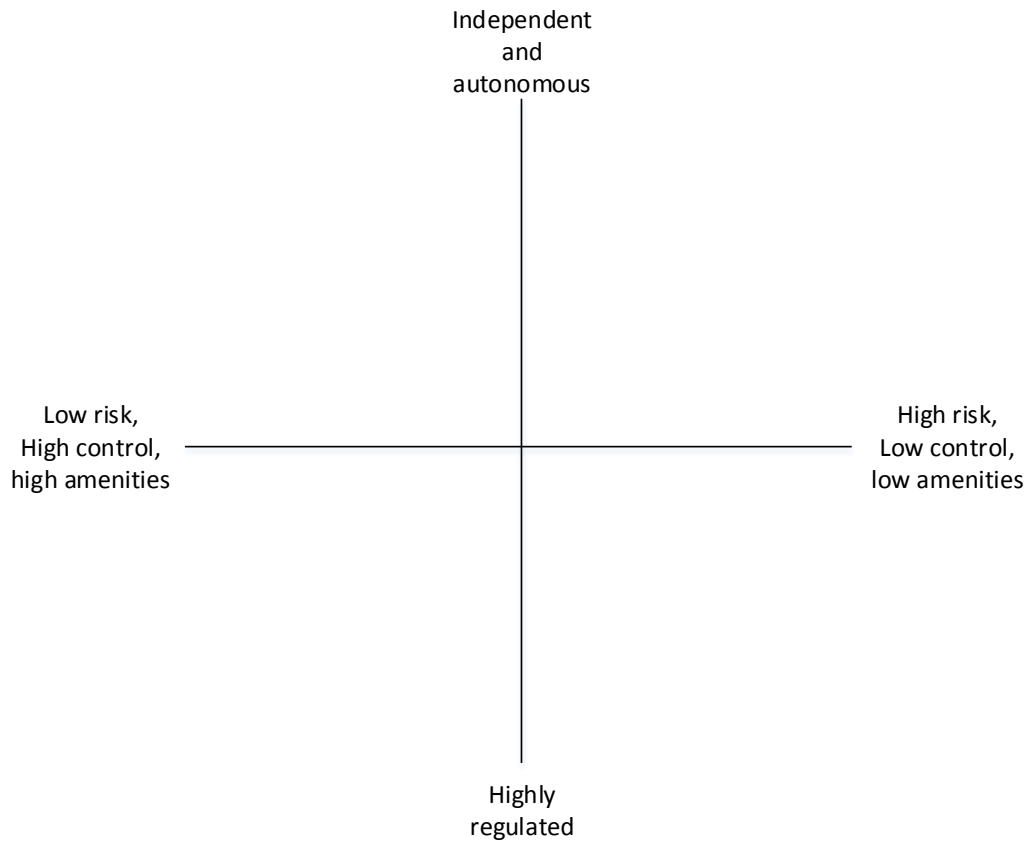 Independent
and
autonomous
Low risk,
High control,
high amenities
High risk,
Low control,
low amenities
Highly
regulated